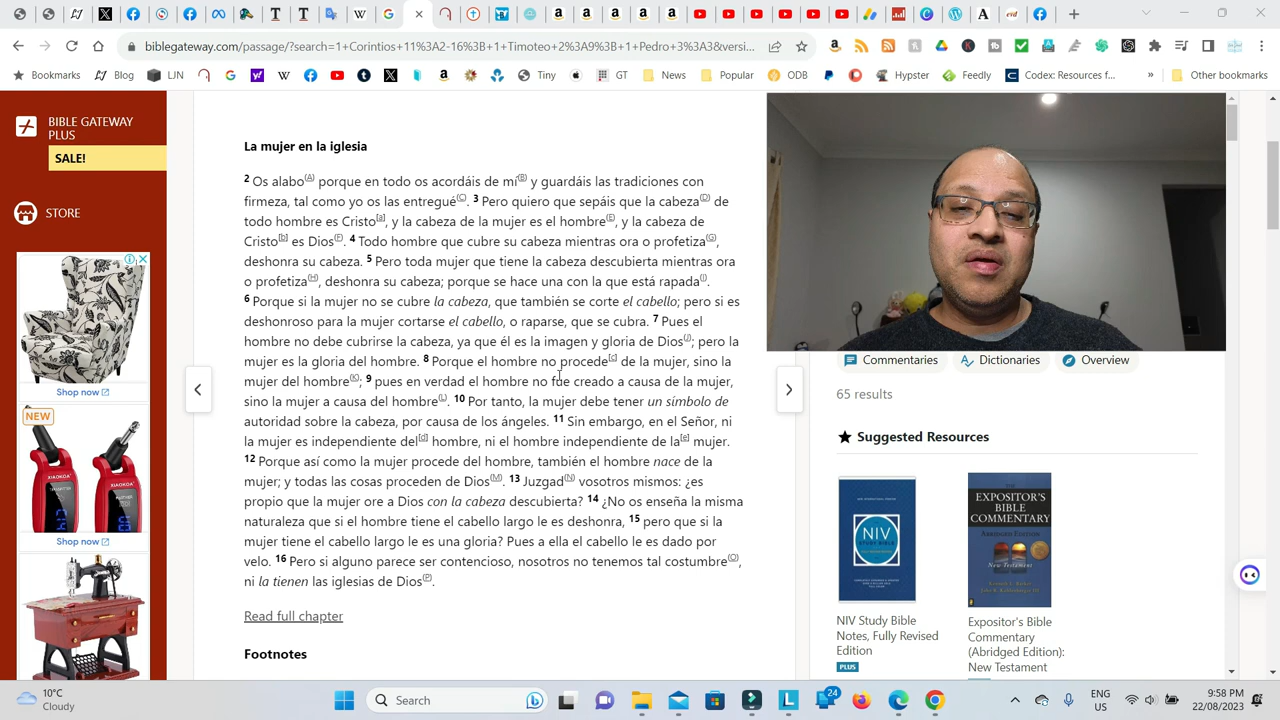 biblegateway.com/passage/?search=1+Corintios+11%3A2-16%3B+1+Timoteo+2%3A9%3B+1+Pedro+3%3A3&versi...
Bookmarks
Blog
LJN
Tiny
GT
News
Popular
ODB
Hypster
Feedly
Codex: Resources f...
»
Other bookmarks
BIBLE GATEWAY
PLUS
SALE!
STORE
Shop now
NEW
XIAOKOA
XIAOKOA
Shop now
La mujer en la iglesia
2 Os alabo[A] porque en todo os acordáis de mí[B] y guardáis las tradiciones con
firmeza, tal como yo os las entregué[C]. 3 Pero quiero que sepáis que la cabeza[D] de
todo hombre es Cristo[a], y la cabeza de la mujer es el hombre[E], y la cabeza de
Cristo[b] es Dios[F]. 4 Todo hombre que cubre su cabeza mientras ora o profetiza[G],
deshonra su cabeza. 5 Pero toda mujer que tiene la cabeza descubierta mientras ora
o profetiza[H], deshonra su cabeza; porque se hace una con la que está rapada[I].
6 Porque si la mujer no se cubre la cabeza, que también se corte el cabello; pero si es
deshonroso para la mujer cortarse el cabello, o raparse, que se cubra. 7 Pues el
hombre no debe cubrirse la cabeza, ya que él es la imagen y gloria de Dios[J]; pero la
mujer es la gloria del hombre. 8 Porque el hombre no procede[c] de la mujer, sino la
mujer del hombre[K]; 9 pues en verdad el hombre no fue creado a causa de la mujer,
sino la mujer a causa del hombre[L]. 10 Por tanto, la mujer debe tener un símbolo de
autoridad sobre la cabeza, por causa de los ángeles. 11 Sin embargo, en el Señor, ni
la mujer es independiente del[d] hombre, ni el hombre independiente de la[e] mujer.
12 Porque así como la mujer procede del hombre, también el hombre nace de la
mujer; y todas las cosas proceden de Dios[M]. 13 Juzgad[N] vosotros mismos: ¿es
propio que la mujer ore a Dios con la cabeza descubierta? 14 ¿No os enseña la misma
naturaleza que si el hombre tiene el cabello largo le es deshonra, 15 pero que si la
mujer tiene el cabello largo le es una gloria? Pues a ella el cabello le es dado por
velo. 16 Pero si alguno parece ser contencioso, nosotros no tenemos tal costumbre[O],
ni la tienen las iglesias de Dios[P].
Read full chapter
Footnotes
Commentaries
Dictionaries
Overview
65 results
Suggested Resources
NIV
STUDY BIBLE
EXPOSITOR'S
BIBLE
COMMENTARY
ABRIDGED EDITION
New Testament
NIV Study Bible
Notes, Fully Revised
Edition
PLUS
Expositor's Bible
Commentary
(Abridged Edition):
New Testament
10°C
Cloudy
Search
24
ENG
US
9:58 PM
22/08/2023